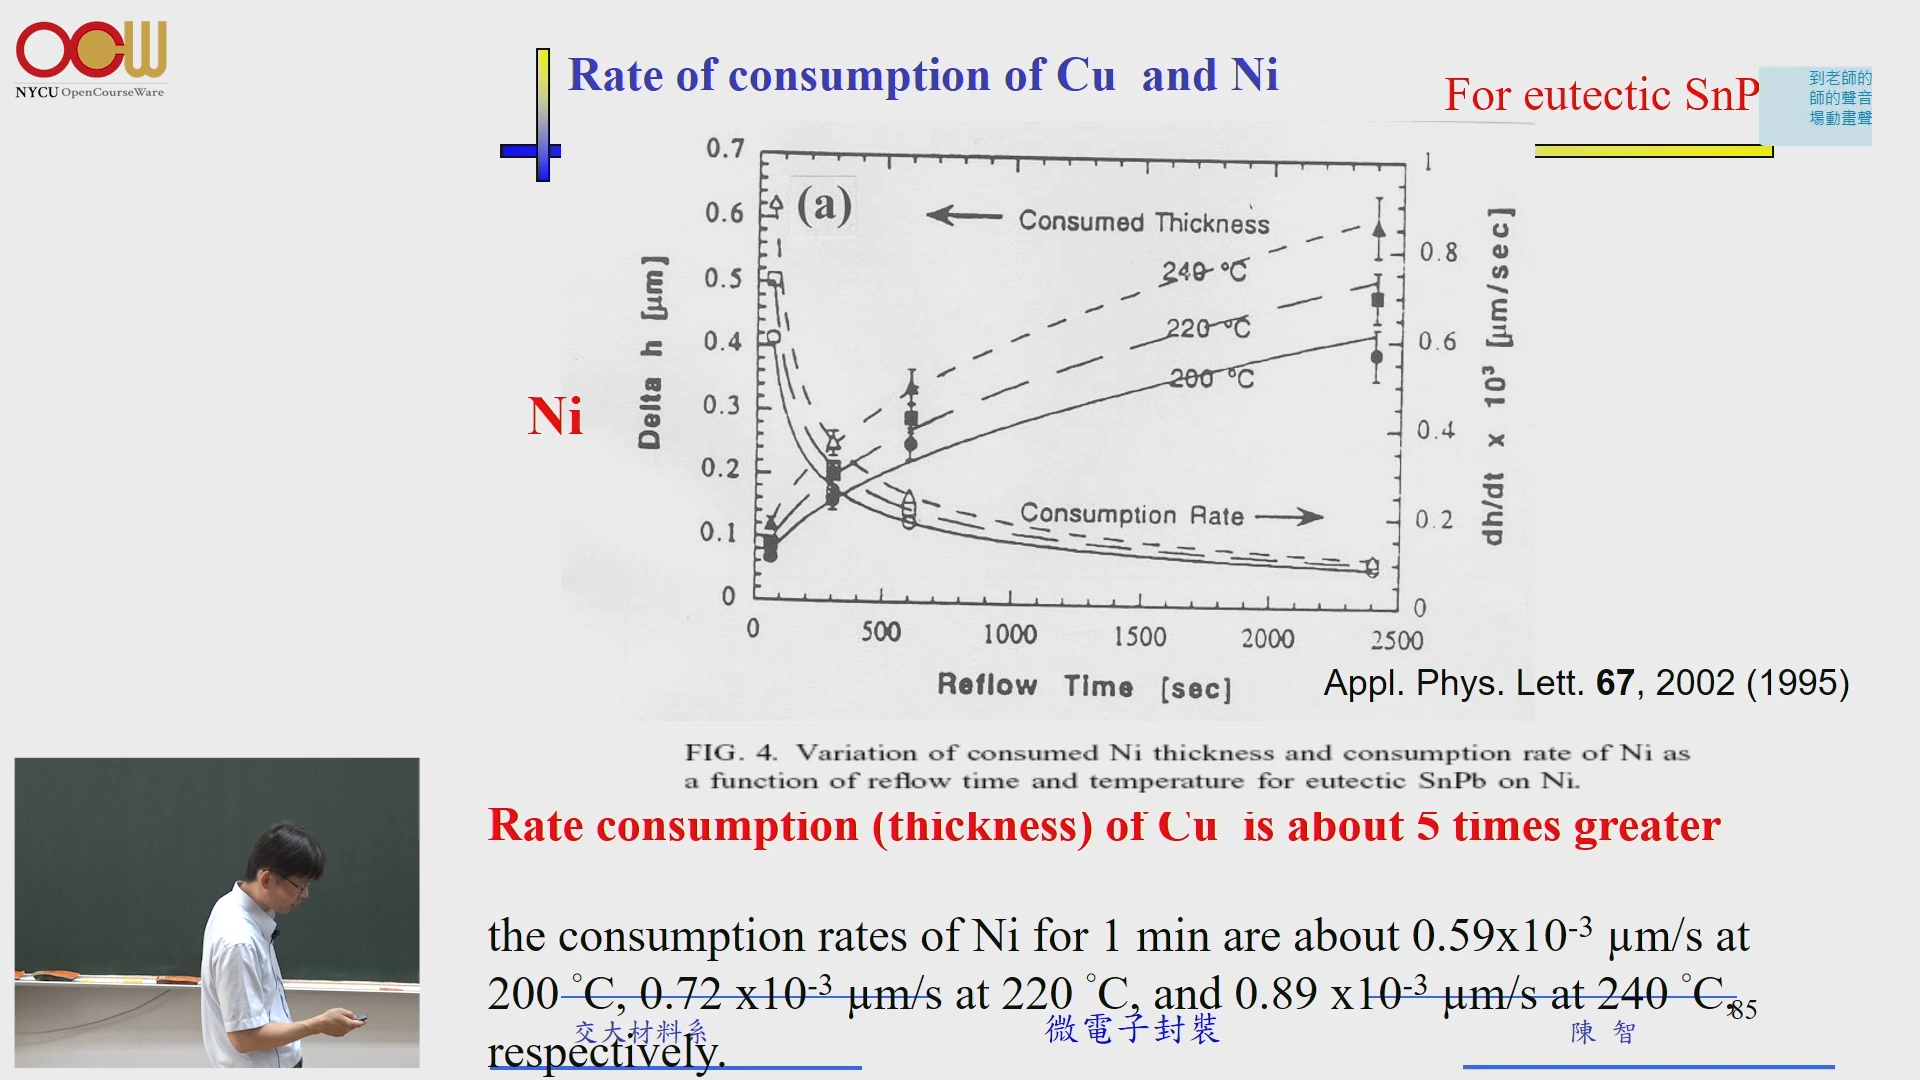 OCW
NYCU OpenCourseWare
Rate of consumption of Cu and Ni
For eutectic SnP
到老師的
師的聲音
場動畫聲
(a)
Consumed Thickness
240 °C
220 °C
200 °C
Consumption Rate
0.7
0.6
0.5
0.4
0.3
0.2
0.1
0
Delta h [μm]
1
0.8
0.6
0.4
0.2
0
dh/dt x 10³ [μm/sec]
0 500 1000 1500 2000 2500
Reflow Time [sec]
Ni
Appl. Phys. Lett. 67, 2002 (1995)
FIG. 4. Variation of consumed Ni thickness and consumption rate of Ni as
a function of reflow time and temperature for eutectic SnPb on Ni.
Rate consumption (thickness) of Cu is about 5 times greater
the consumption rates of Ni for 1 min are about 0.59x10⁻³ μm/s at
200 °C, 0.72 x10⁻³ μm/s at 220 °C, and 0.89 x10⁻³ μm/s at 240 °C,
respectively.
85
交大材料系
微電子封裝
陳 智